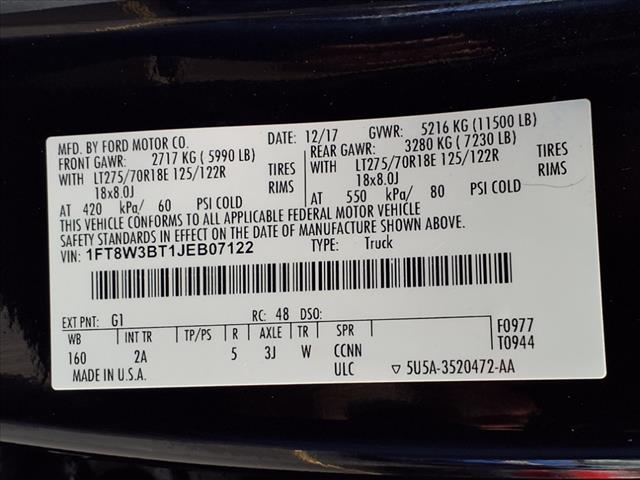 MFD. BY FORD MOTOR CO. DATE: 12/17 GVWR: 5216 KG (11500 LB)
FRONT GAWR: 2717 KG ( 5990 LB) REAR GAWR: 3280 KG ( 7230 LB)
WITH LT275/70R18E 125/122R TIRES WITH LT275/70R18E 125/122R TIRES
18x8.0J RIMS 18x8.0J RIMS
AT 420 kPa/ 60 PSI COLD AT 550 kPa/ 80 PSI COLD
THIS VEHICLE CONFORMS TO ALL APPLICABLE FEDERAL MOTOR VEHICLE
SAFETY STANDARDS IN EFFECT ON THE DATE OF MANUFACTURE SHOWN ABOVE.
VIN: 1FT8W3BT1JEB07122 TYPE: Truck
EXT PNT: G1 RC: 48 DSO: F0977
WB INT TR TP/PS R AXLE TR SPR T0944
160 2A 5 3J W CCNN
MADE IN U.S.A. ULC ▽ 5U5A-3520472-AA